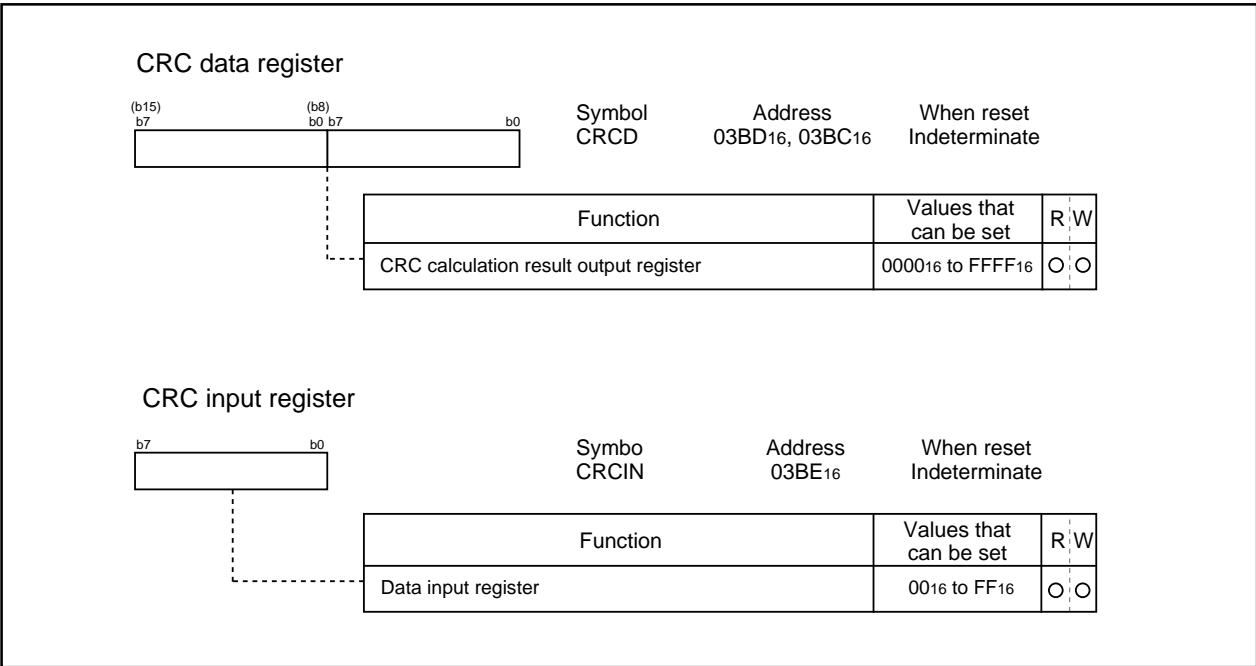 CRC data register
(b15) (b8)
b7 b0 b7 b0
Symbol Address When reset
CRCD 03BD16, 03BC16 Indeterminate
Function Values that can be set R W
CRC calculation result output register 000016 to FFFF16 O O
CRC input register
b7 b0
Symbo Address When reset
CRCIN 03BE16 Indeterminate
Function Values that can be set R W
Data input register 0016 to FF16 O O